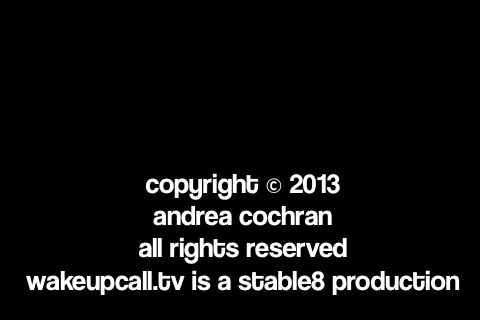 copyright © 2013
andrea cochran
all rights reserved
wakeupcall.tv is a stable8 production